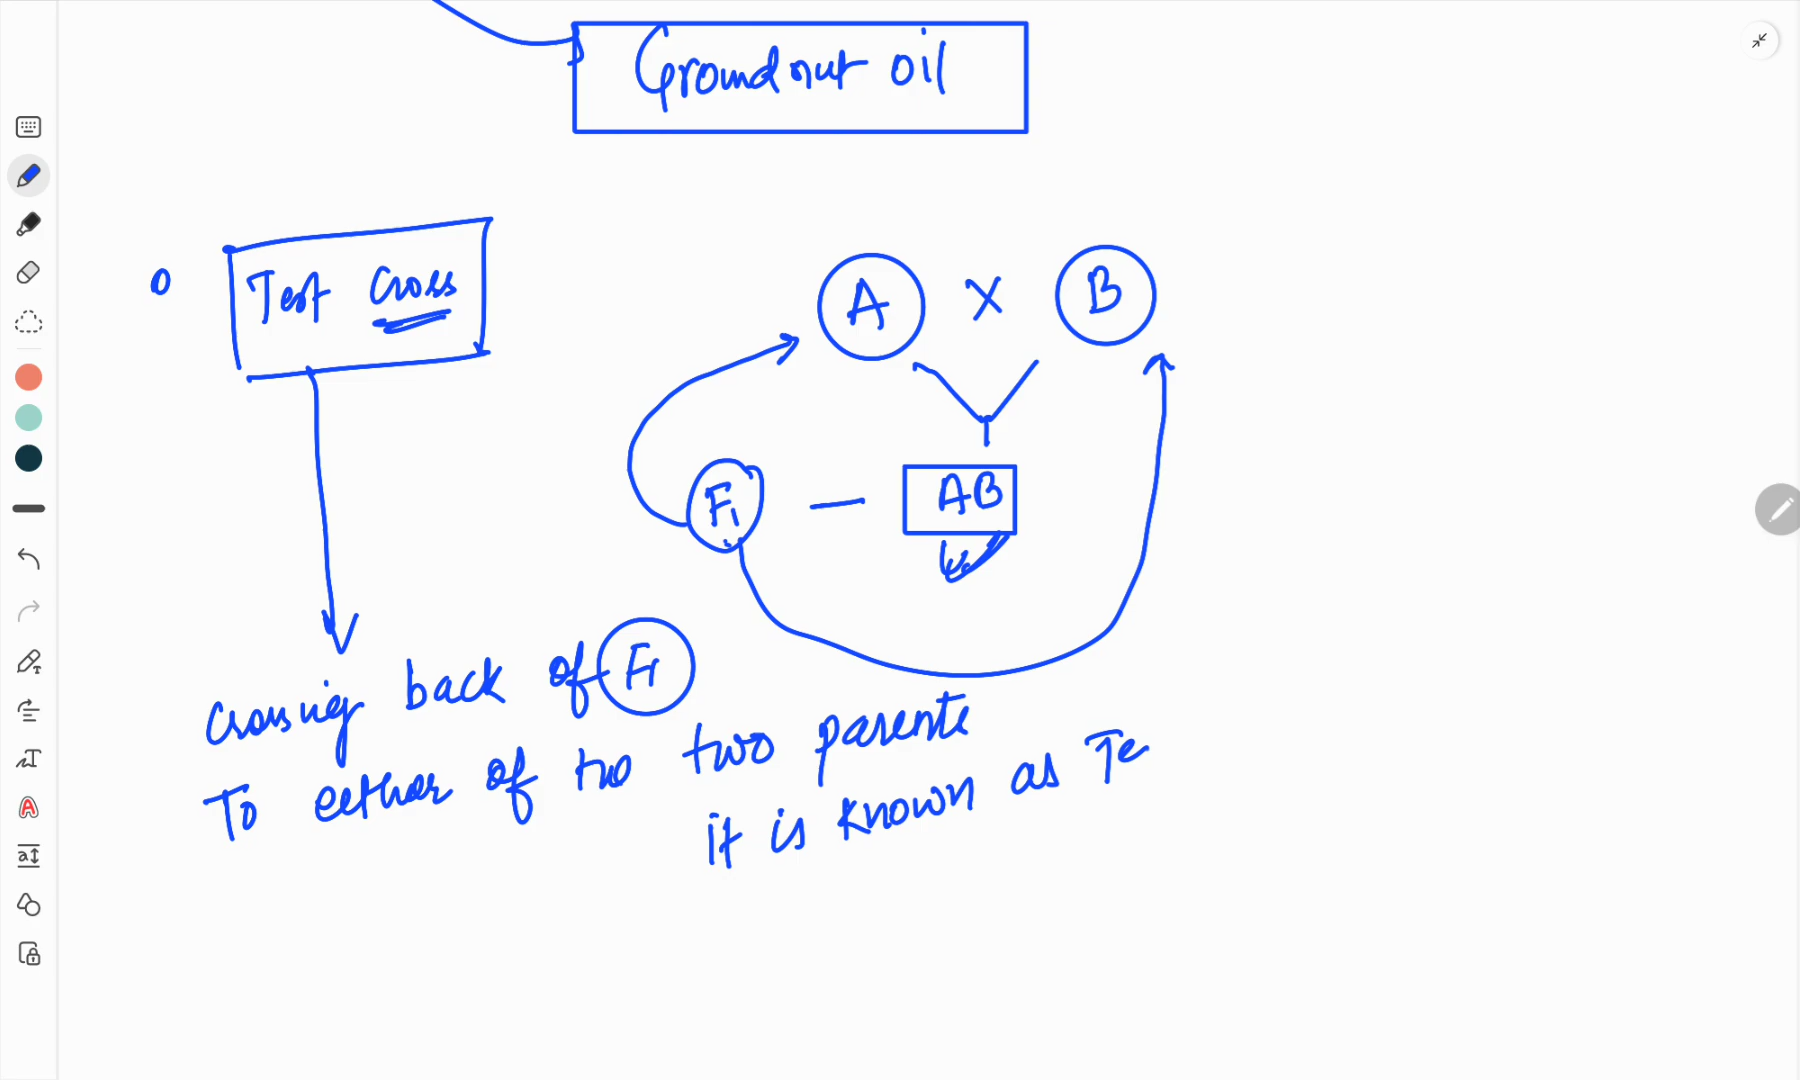 Groundnut oil
o Test Cross
A X B
F1 — AB
Crossing back of F1
To either of the two parents
it is known as Te